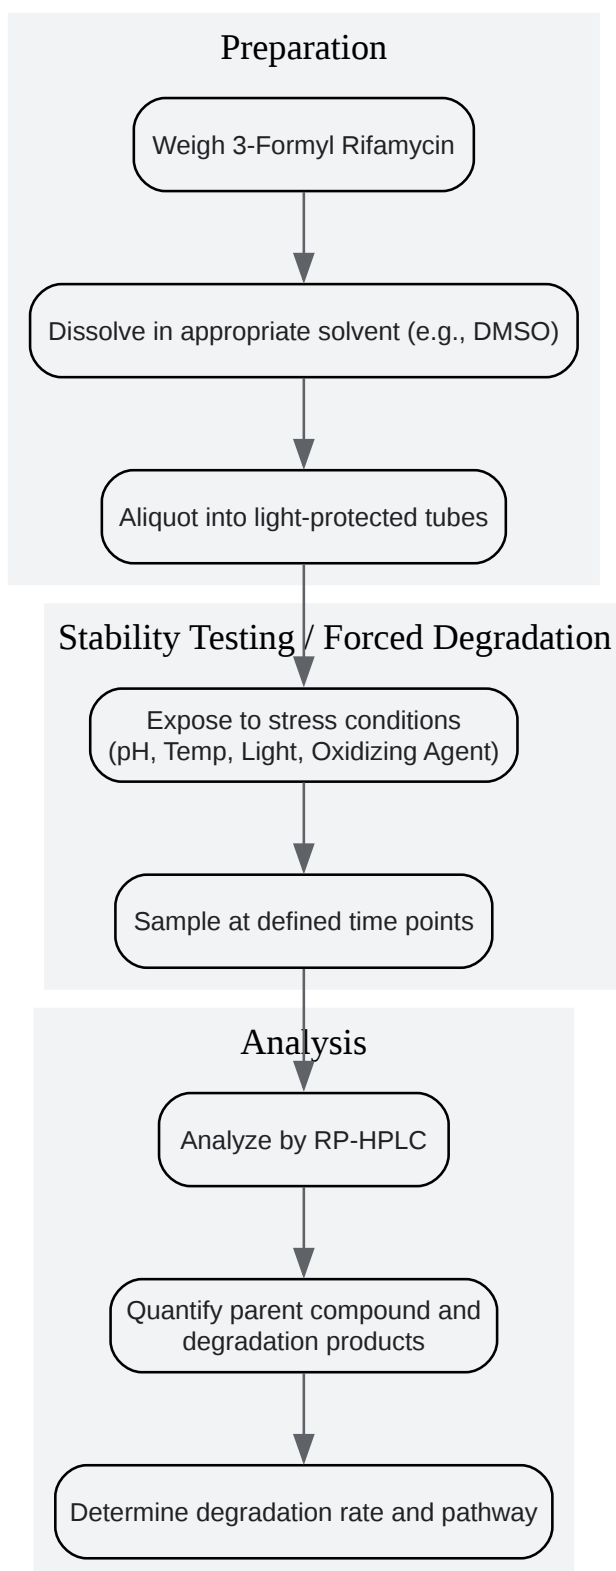 Preparation
Weigh 3-Formyl Rifamycin
Dissolve in appropriate solvent (e.g., DMSO)
Aliquot into light-protected tubes
Stability Testing / Forced Degradation
Expose to stress conditions
(pH, Temp, Light, Oxidizing Agent)
Sample at defined time points
Analysis
Analyze by RP-HPLC
Quantify parent compound and
degradation products
Determine degradation rate and pathway